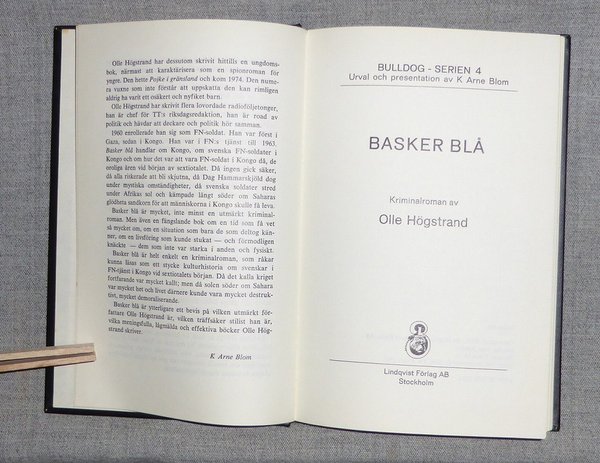 Olle Högstrand har dessutom skrivit hittills en ungdoms-
bok, närmast att karaktärisera som en spionroman för
yngre. Den hette Pojke i gränsland och kom 1974. Den nume-
ra vuxne som inte förstår att uppskatta den kan rimligen
aldrig ha varit ett osäkert och nyfiket barn.
Olle Högstrand har skrivit flera lovordade radioföljetonger,
han är chef för TT:s riksdagsredaktion, han är road av
politik och hävdar att deckare och politik hör samman.
1960 enrollerade han sig som FN-soldat. Han var först i
Gaza, sedan i Kongo. Han var i FN:s tjänst till 1963.
Basker blå handlar om Kongo, om svenska FN-soldater i
Kongo och om hur det var att vara FN-soldat i Kongo då, de
oroliga åren vid början av sextiotalet. Då ingen gick säker,
då alla riskerade att bli skjutna, då Dag Hammarskjöld dog
under mystiska omständigheter, då svenska soldater stred
under Afrikas sol och kämpade långt söder om Saharas
glödheta sandkorn för att människorna i Kongo skulle få leva.
Basker blå är mycket, inte minst en utmärkt kriminal-
roman. Men även en fängslande bok om en tid som få vet
så mycket om, om en situation som bara de som deltog kän-
ner, om en livsföring som kunde stukat — och förmodligen
knäckte — dem som inte var starka i anden och fysiskt.
Basker blå är helt enkelt en kriminalroman, som råkar
kunna läsas som ett stycke kulturhistoria om svenskar i
FN-tjänst i Kongo vid sextiotalets början. Då det kalla kriget
fortfarande var mycket kallt; men då solen söder om Sahara
var mycket het och livet därnere kunde vara mycket destruk-
tivt, mycket demoraliserande.
Basker blå är ytterligare ett bevis på vilken utmärkt för-
fattare Olle Högstrand är, vilken träffsäker stilist han är,
vilka meningsfulla, lågmälda och effektiva böcker Olle Hög-
strand skriver.
K Arne Blom
BULLDOG - SERIEN 4
Urval och presentation av K Arne Blom
BASKER BLÅ
Kriminalroman av
Olle Högstrand
Lindqvist Förlag AB
Stockholm